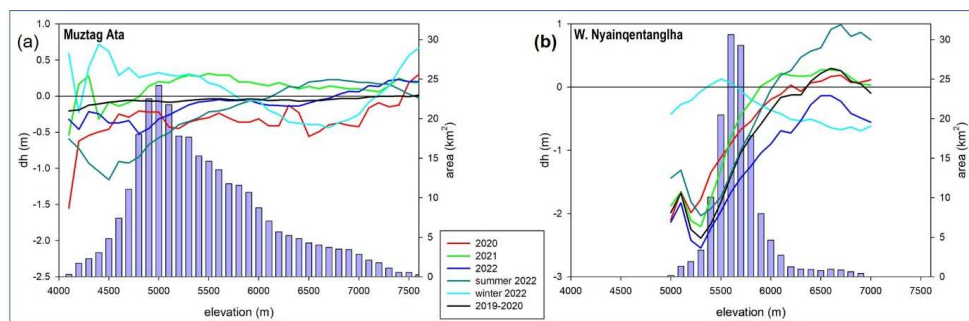 (a) Muztag Ata
1.0
0.5
0.0
-0.5
-1.0
-1.5
-2.0
-2.5
dh (m)
30
25
20
15
10
5
0
area (km²)
4000 4500 5000 5500 6000 6500 7000 7500
elevation (m)
2020
2021
2022
summer 2022
winter 2022
2019-2020
(b) W. Nyainqentanglha
1
0
-1
-2
-3
dh (m)
30
25
20
15
10
5
0
area (km²)
4000 4500 5000 5500 6000 6500 7000 7500
elevation (m)